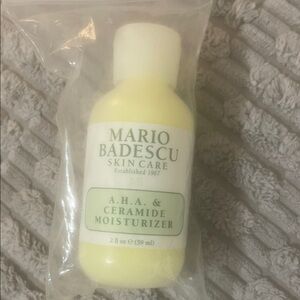 MARIO
BADESCU
SKIN CARE
Established 1967
A.H.A. &
CERAMIDE
MOISTURIZER
2 fl oz (59 ml)